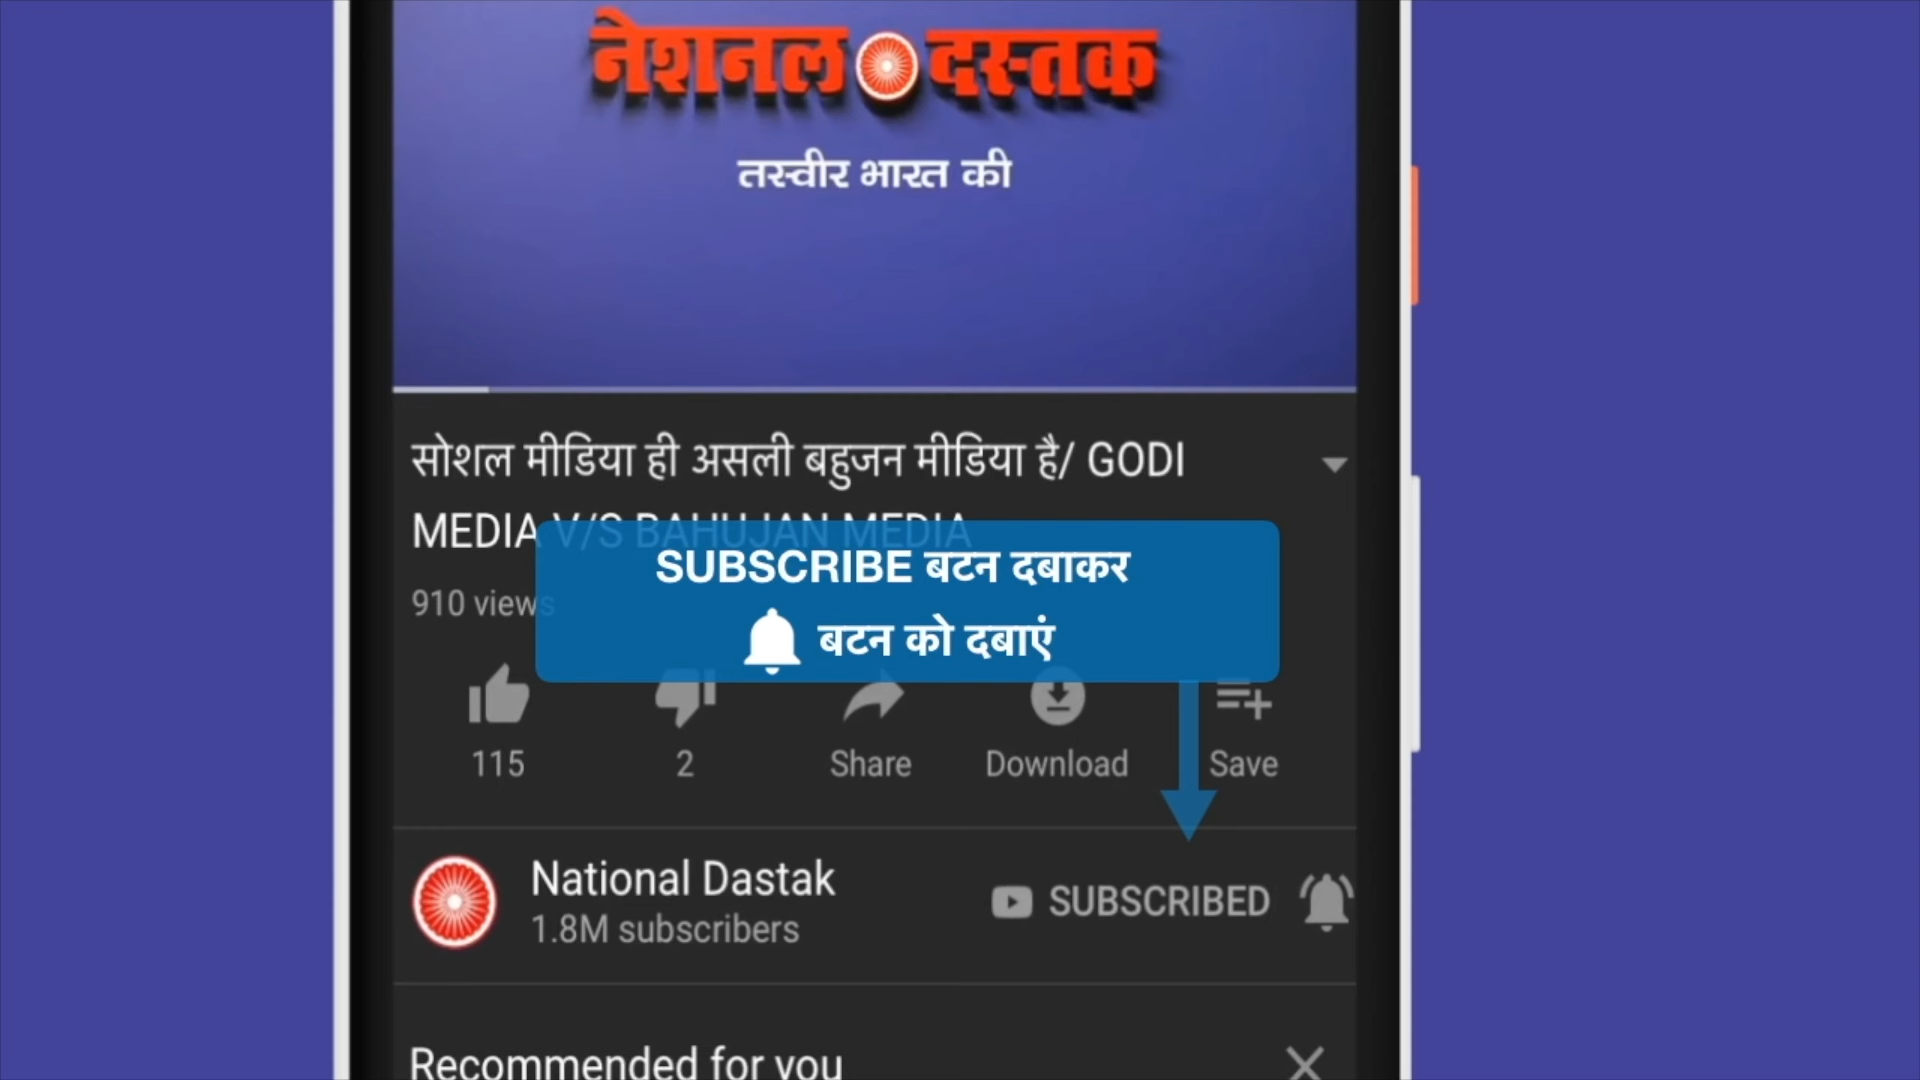 नेशनल दस्तक
तस्वीर भारत की
सोशल मीडिया ही असली बहुजन मीडिया है/ GODI
MEDIA V/S BAHUJAN MEDIA
SUBSCRIBE बटन दबाकर
बटन को दबाएं
910 views
115
2
Share
Download
Save
National Dastak
1.8M subscribers
SUBSCRIBED
Recommended for you